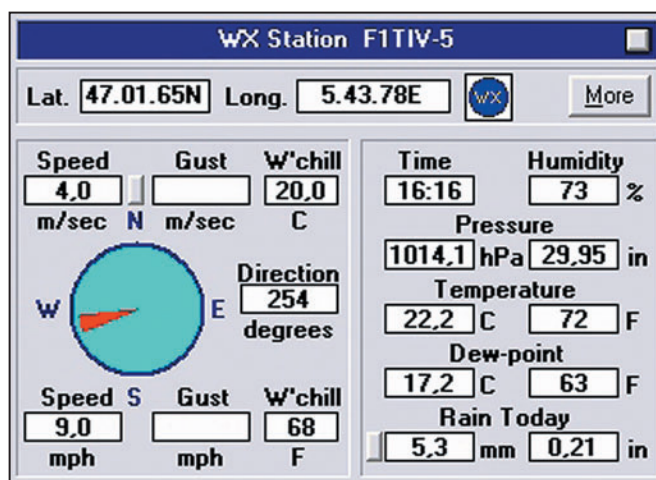 WX Station F1TIV-5
Lat. 47.01.65N Long. 5.43.78E WX More
Speed Gust W'chill
4,0 20,0
m/sec N m/sec C
W E
Direction
254
degrees
Speed S Gust W'chill
9,0 68
mph mph F
Time Humidity
16:16 73 %
Pressure
1014,1 hPa 29,95 in
Temperature
22,2 C 72 F
Dew-point
17,2 C 63 F
Rain Today
5,3 mm 0,21 in